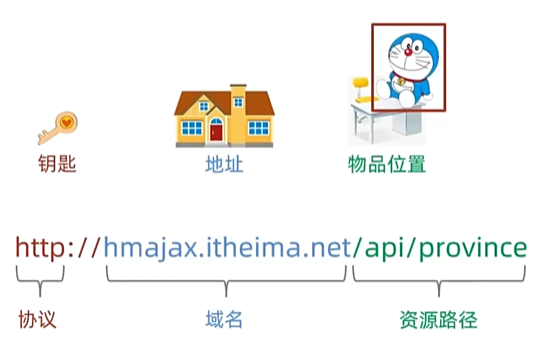 钥匙
地址
物品位置
http://hmajax.itheima.net/api/province
协议
域名
资源路径